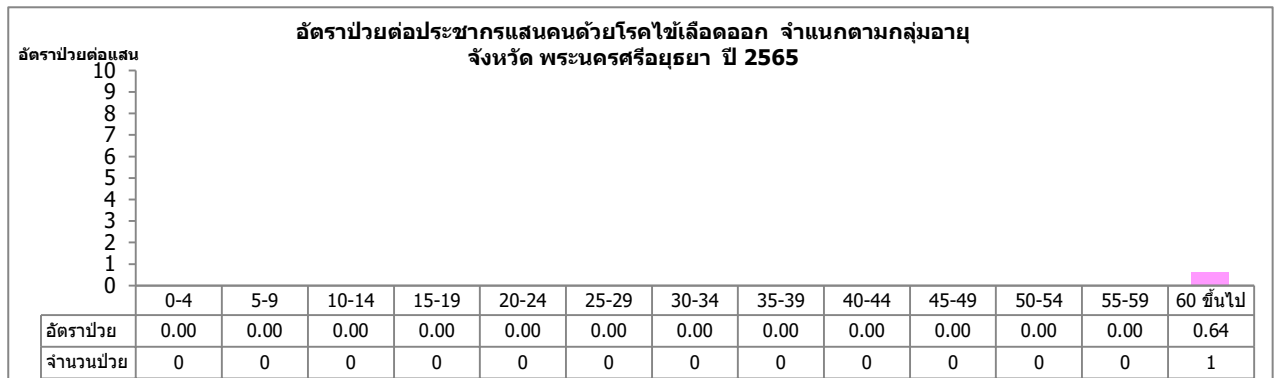 อัตราป่วยต่อประชากรแสนคนด้วยโรคไข้เลือดออก จำแนกตามกลุ่มอายุ
จังหวัด พระนครศรีอยุธยา ปี 2565
อัตราป่วยต่อแสน
10
9
8
7
6
5
4
3
2
1
0
0-4 5-9 10-14 15-19 20-24 25-29 30-34 35-39 40-44 45-49 50-54 55-59 60 ขึ้นไป
อัตราป่วย 0.00 0.00 0.00 0.00 0.00 0.00 0.00 0.00 0.00 0.00 0.00 0.00 0.64
จำนวนป่วย 0 0 0 0 0 0 0 0 0 0 0 0 1